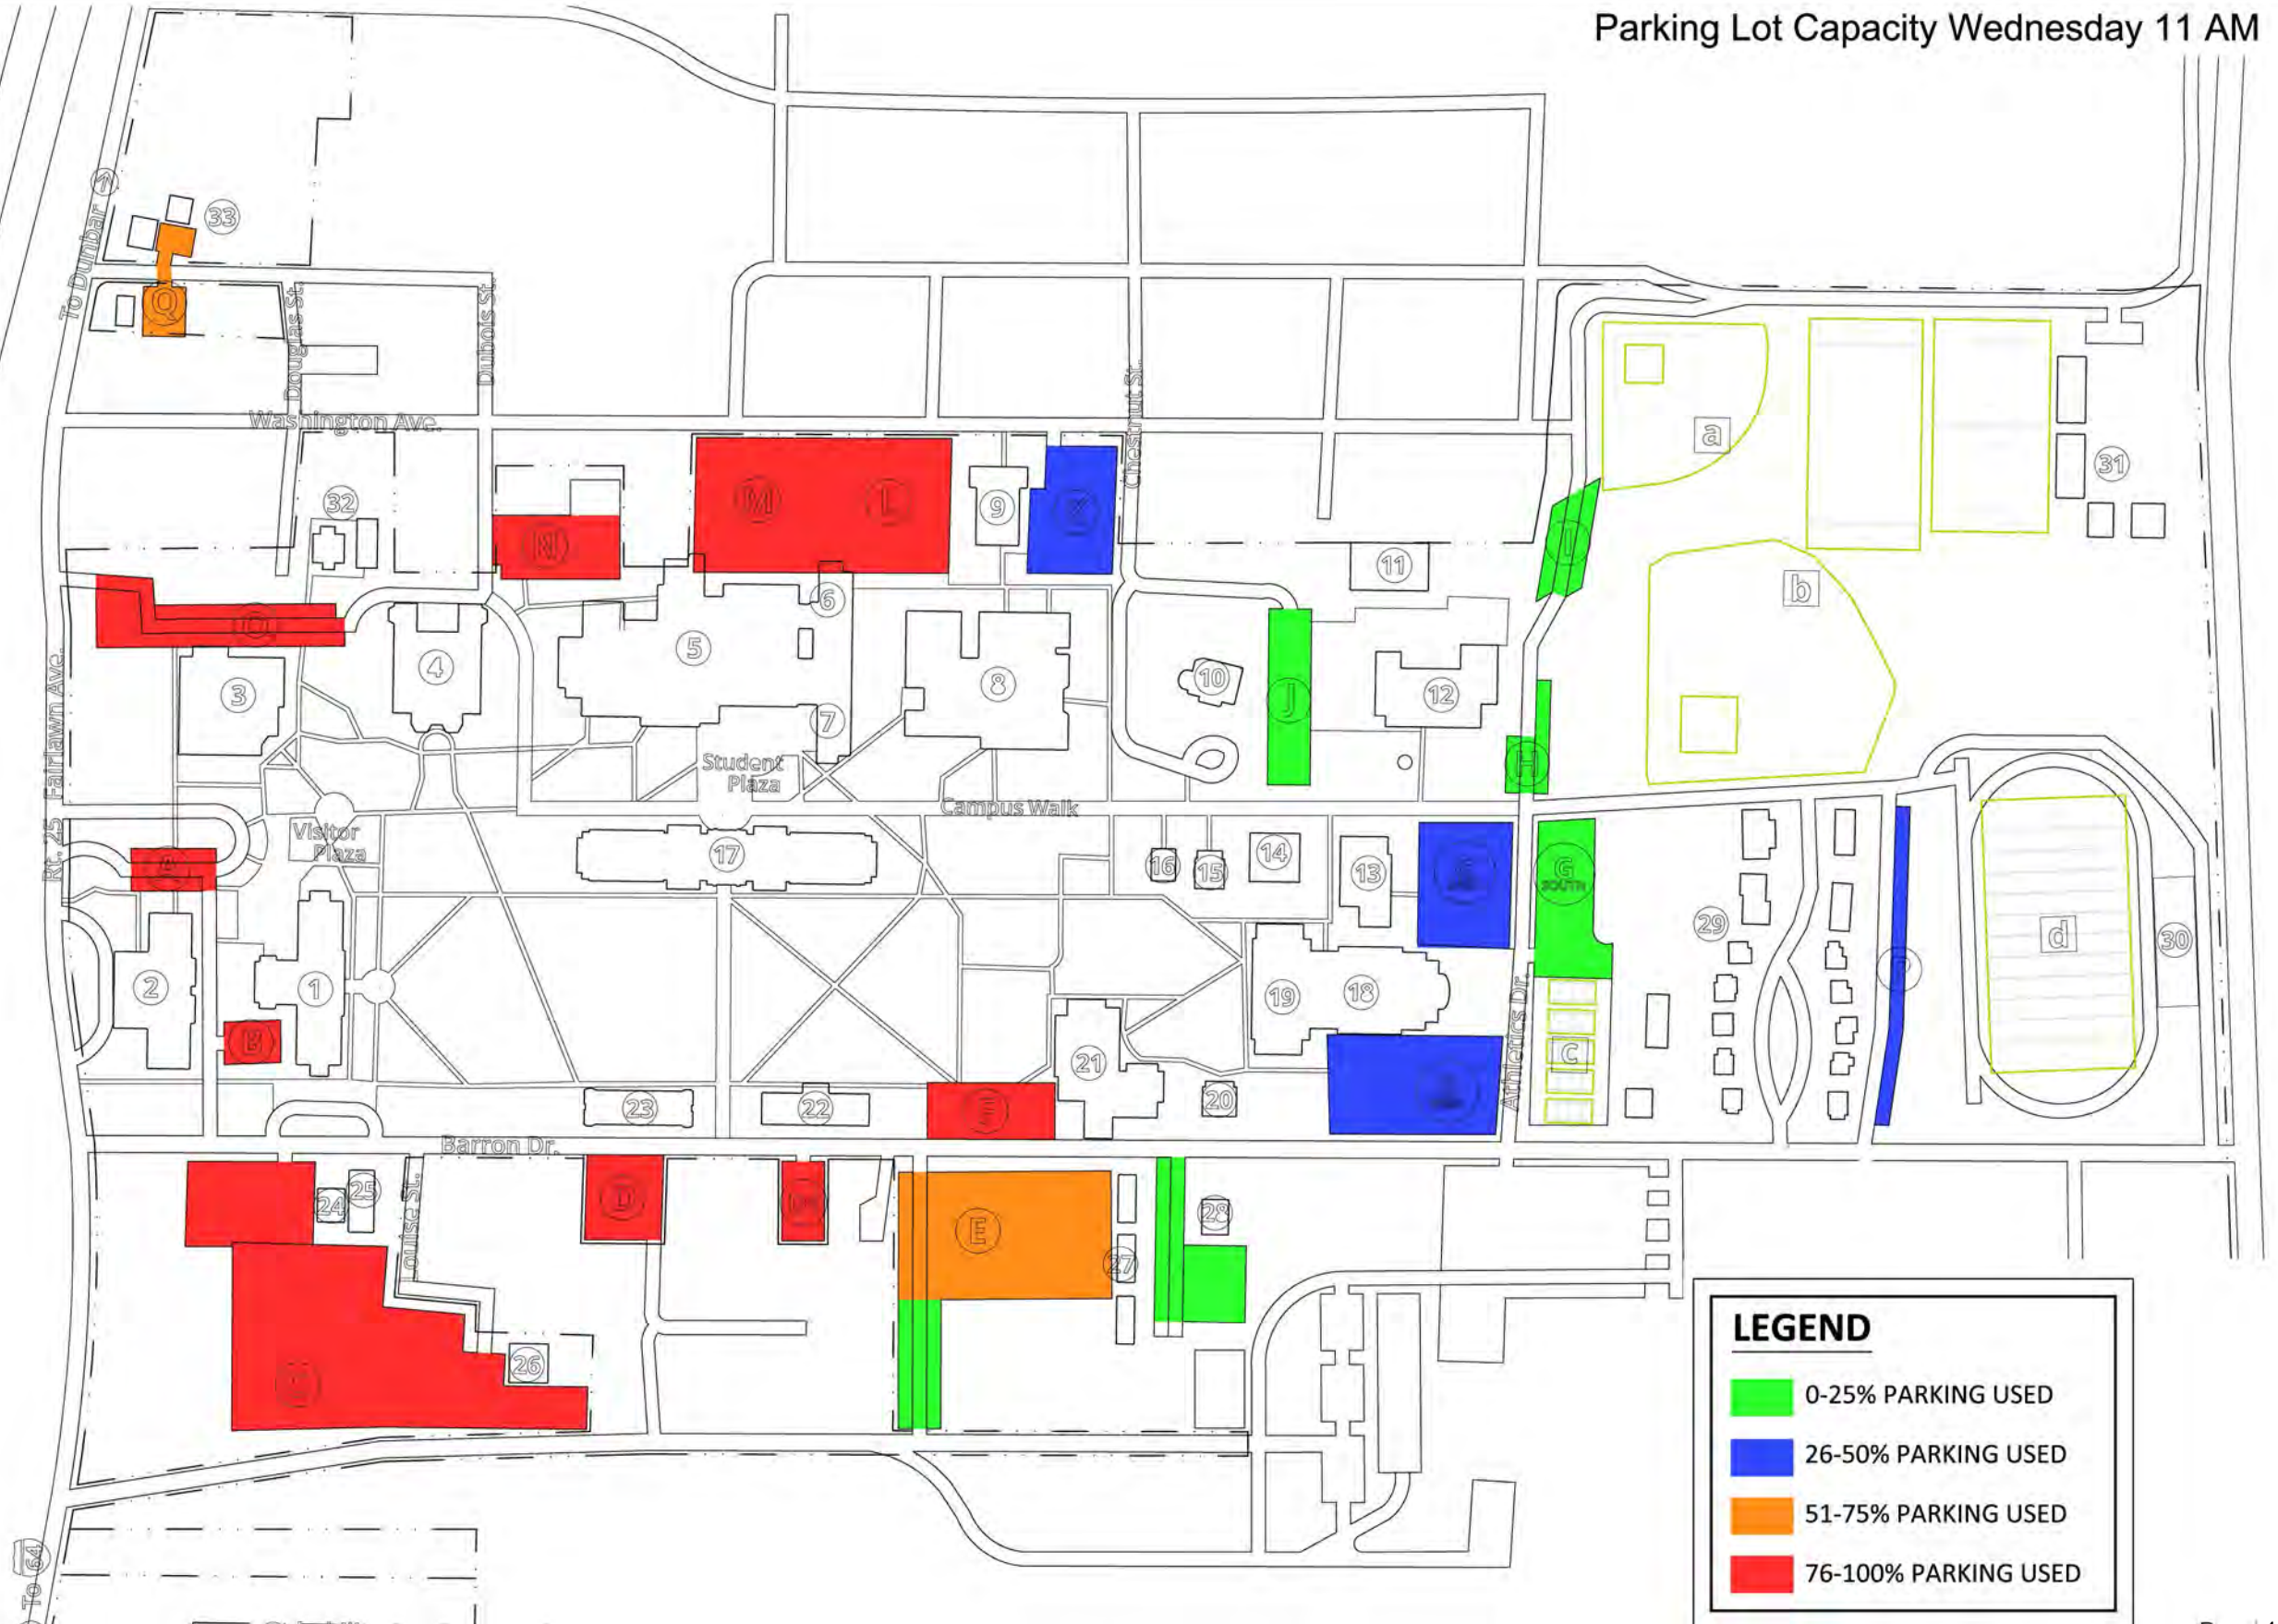 Parking Lot Capacity Wednesday 11 AM
To Dunbar
33
Q
Douglas St.
Dubois St.
Washington Ave.
Chestnut St.
a
31
32
M
L
9
K
N
I
11
b
O
6
5
4
3
8
10
J
12
7
H
Student
Plaza
Campus Walk
Rt. 25 Fairlawn Ave.
Visitor
Plaza
A
17
16
15
14
13
G
SOUTH
29
d
30
P
2
1
19
18
Athletics Dr.
B
21
c
23
22
20
Barron Dr.
24
25
Louise St.
D
E
27
28
26
To 64
LEGEND
0-25% PARKING USED
26-50% PARKING USED
51-75% PARKING USED
76-100% PARKING USED